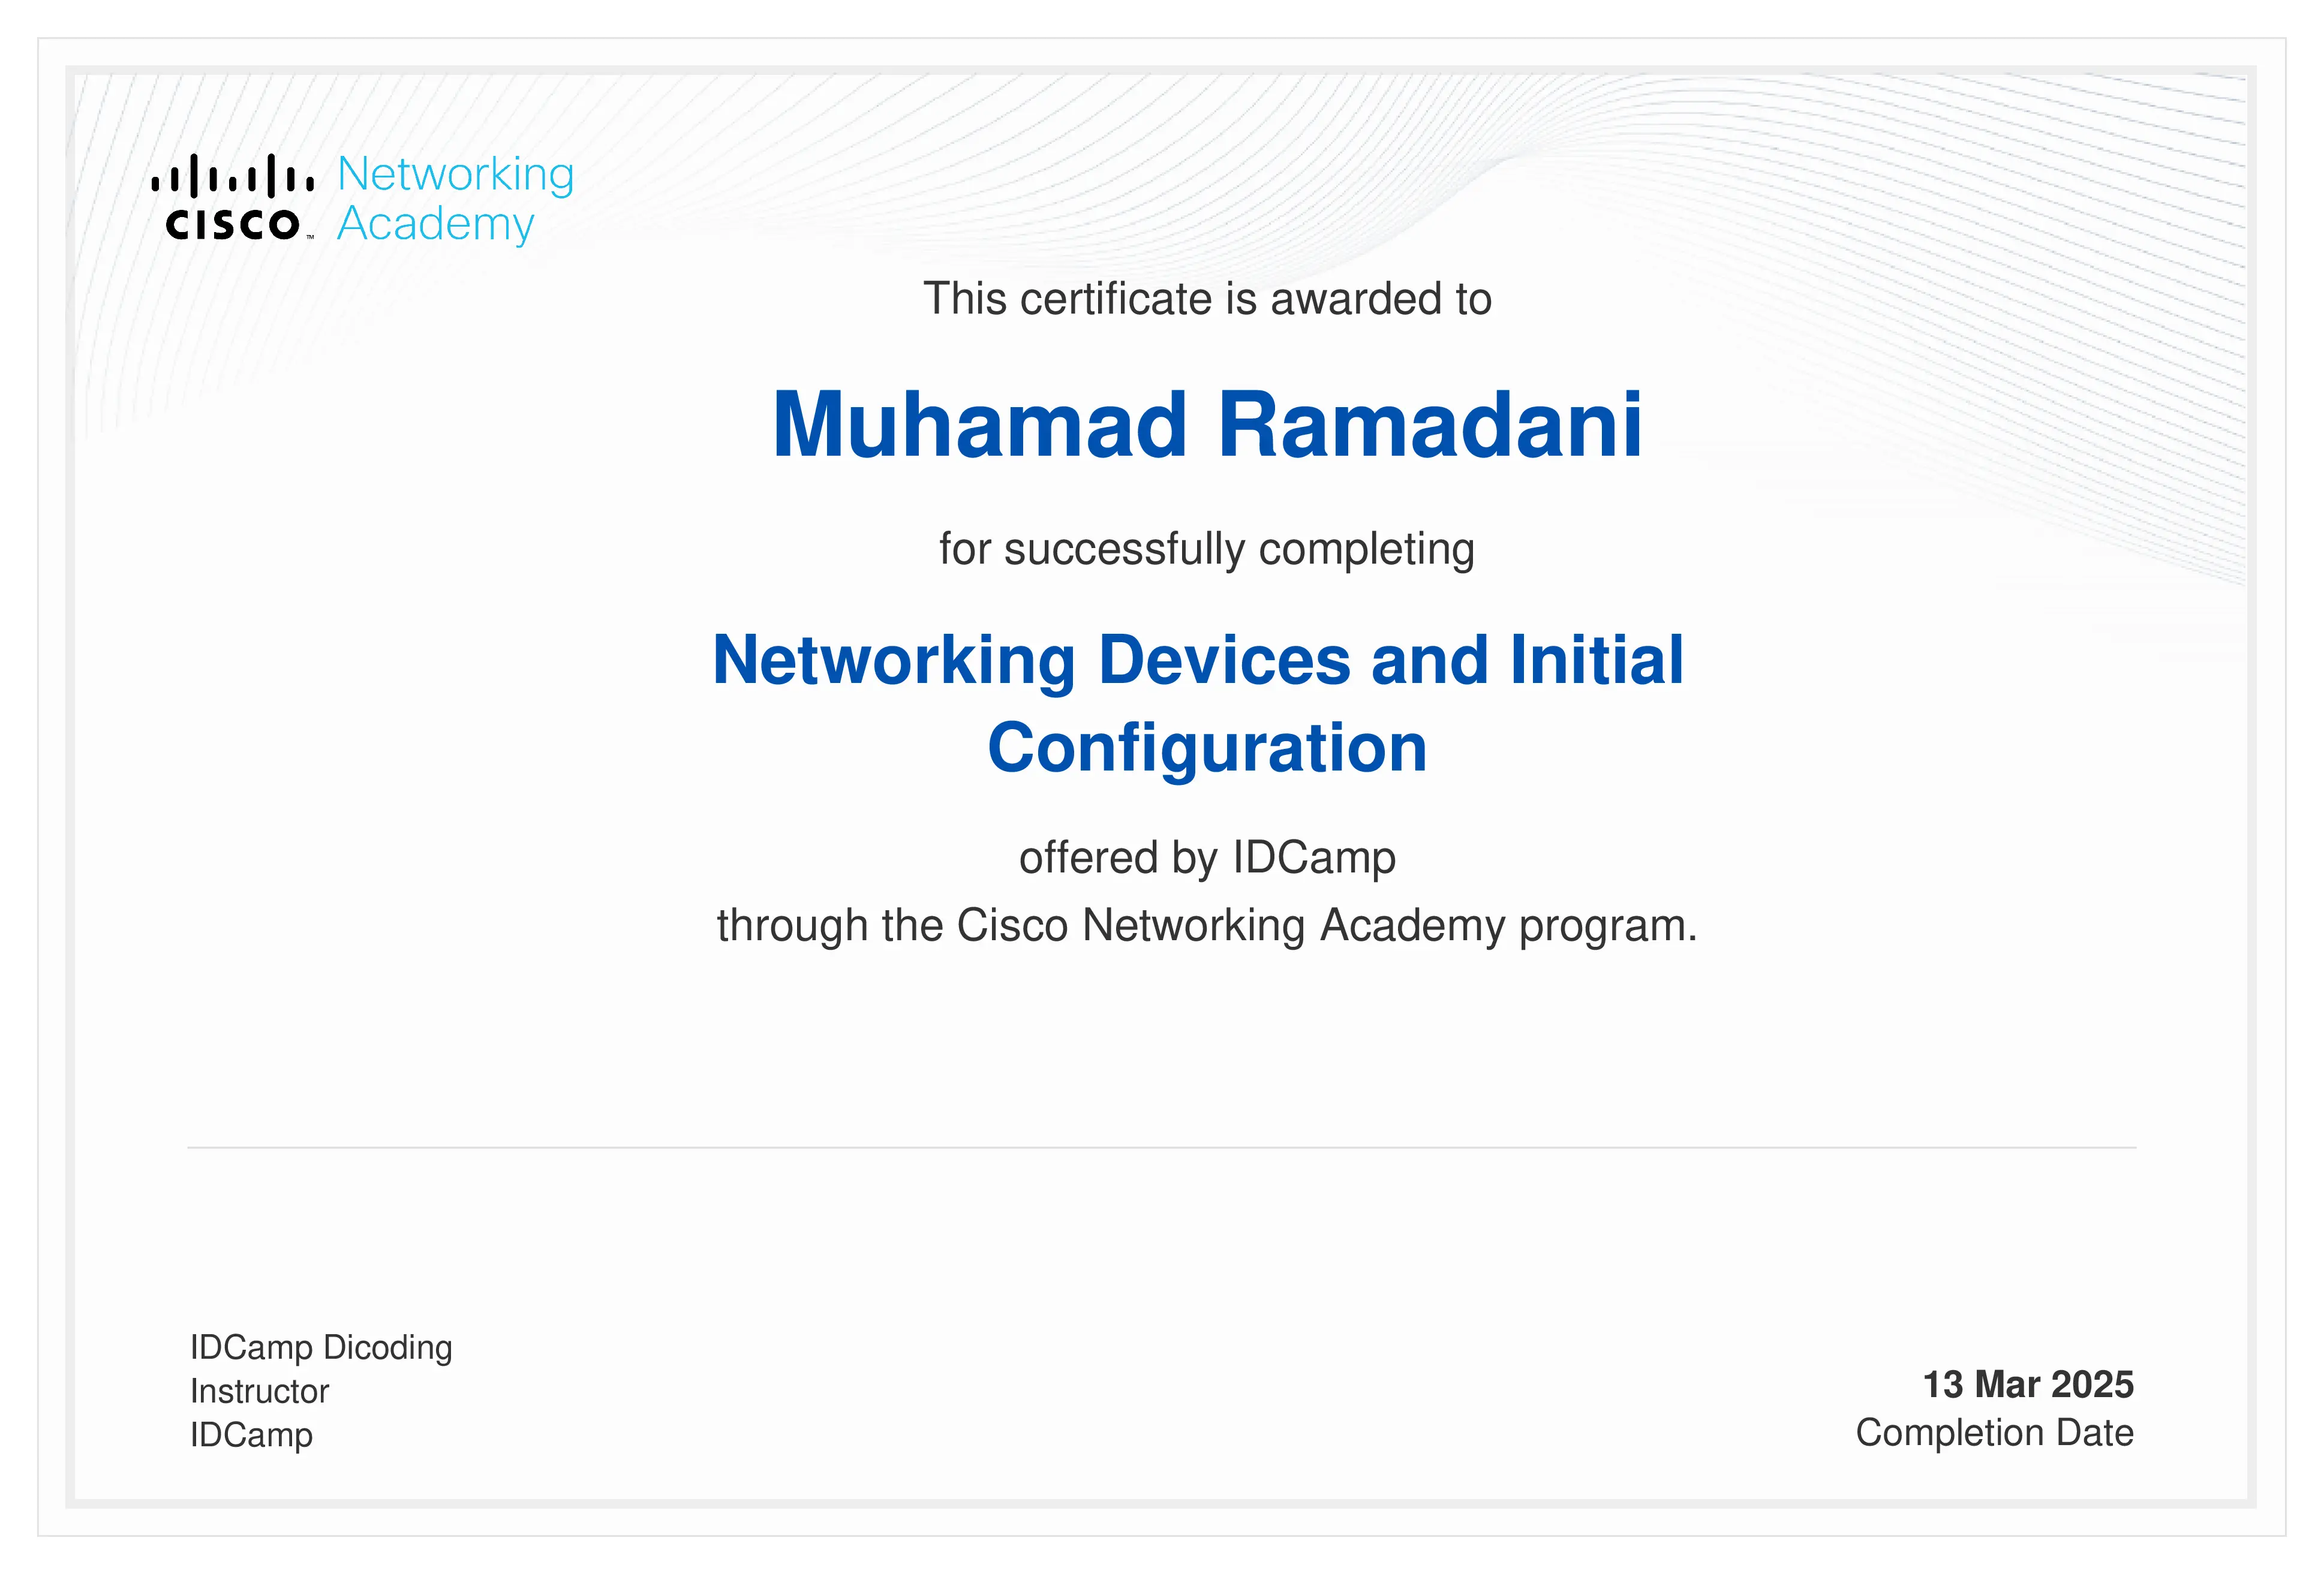 CISCO™
Networking
Academy
This certificate is awarded to
Muhamad Ramadani
for successfully completing
Networking Devices and Initial
Configuration
offered by IDCamp
through the Cisco Networking Academy program.
IDCamp Dicoding
Instructor
IDCamp
13 Mar 2025
Completion Date